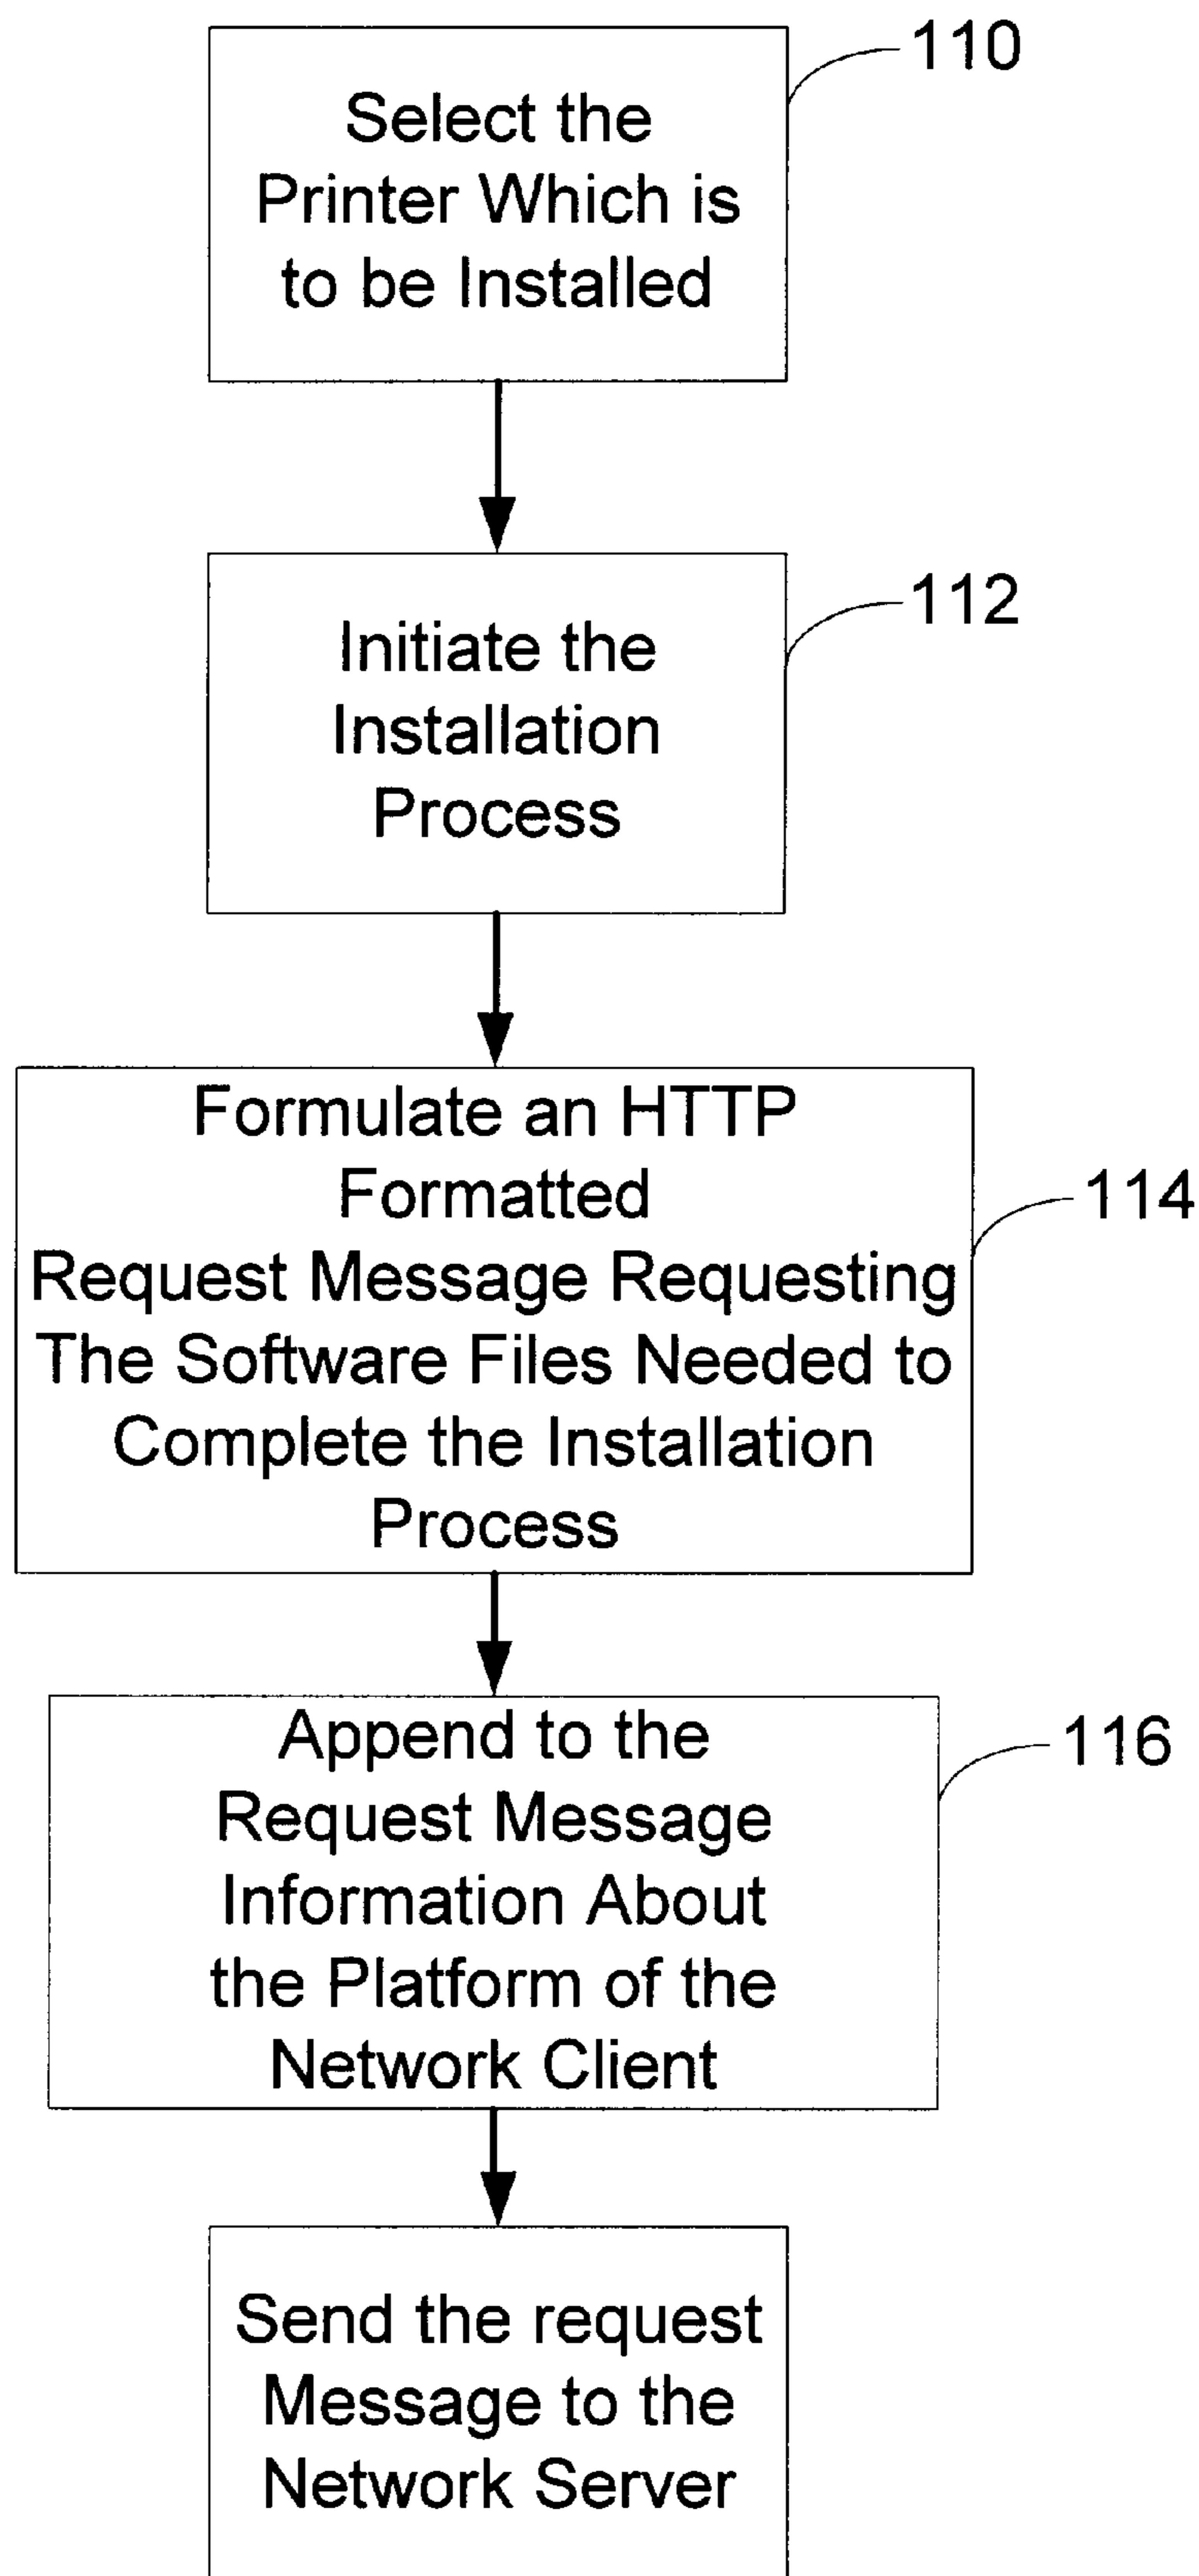 Select the
Printer Which is
to be Installed
110
Initiate the
Installation
Process
112
Formulate an HTTP
Formatted
Request Message Requesting
The Software Files Needed to
Complete the Installation
Process
114
Append to the
Request Message
Information About
the Platform of the
Network Client
116
Send the request
Message to the
Network Server